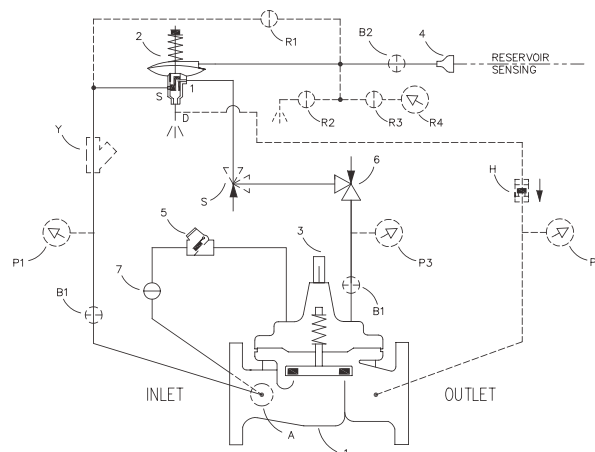 R1
2
B2
4
RESERVOIR
SENSING
S
1
D
R2
R3
R4
Y
6
H
S
5
3
P1
P3
P
7
B1
B1
INLET
OUTLET
A
1